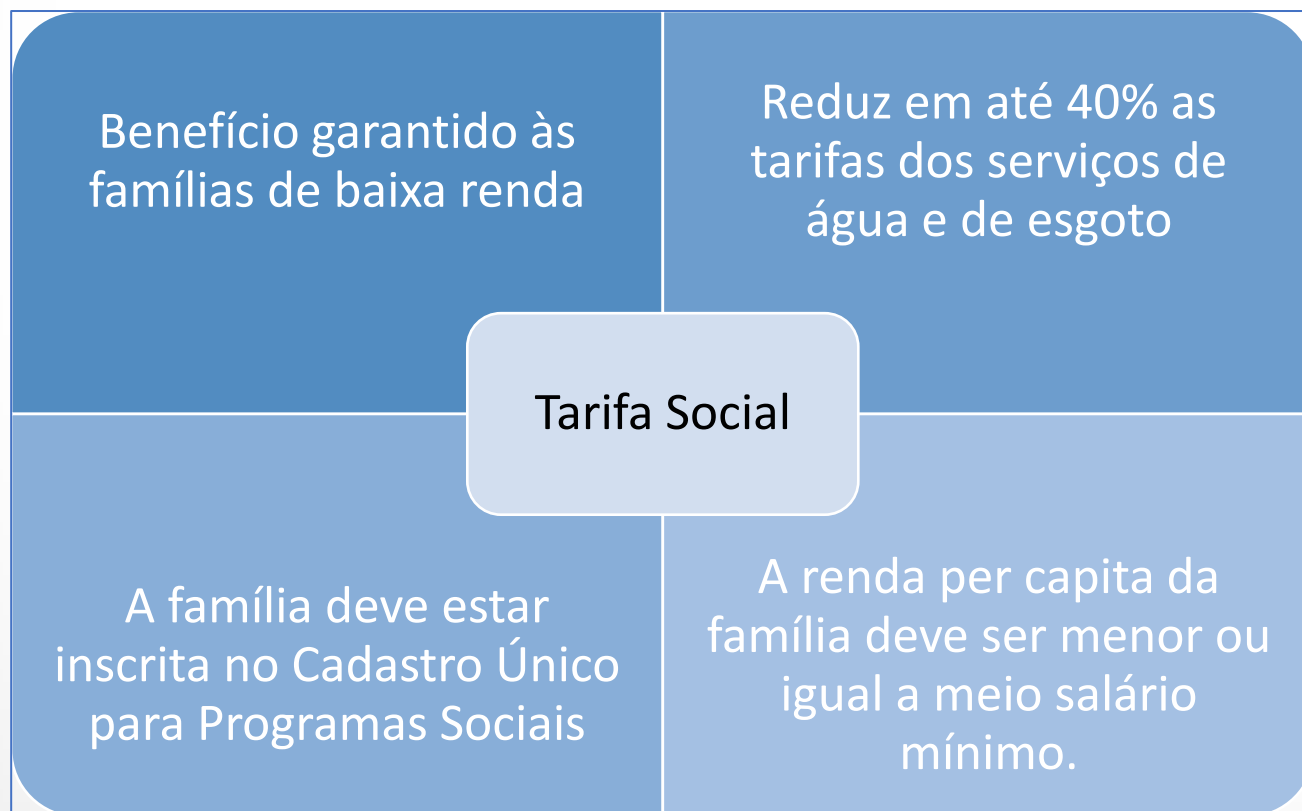 Benefício garantido às
famílias de baixa renda
Reduz em até 40% as
tarifas dos serviços de
água e de esgoto
Tarifa Social
A família deve estar
inscrita no Cadastro Único
para Programas Sociais
A renda per capita da
família deve ser menor ou
igual a meio salário
mínimo.